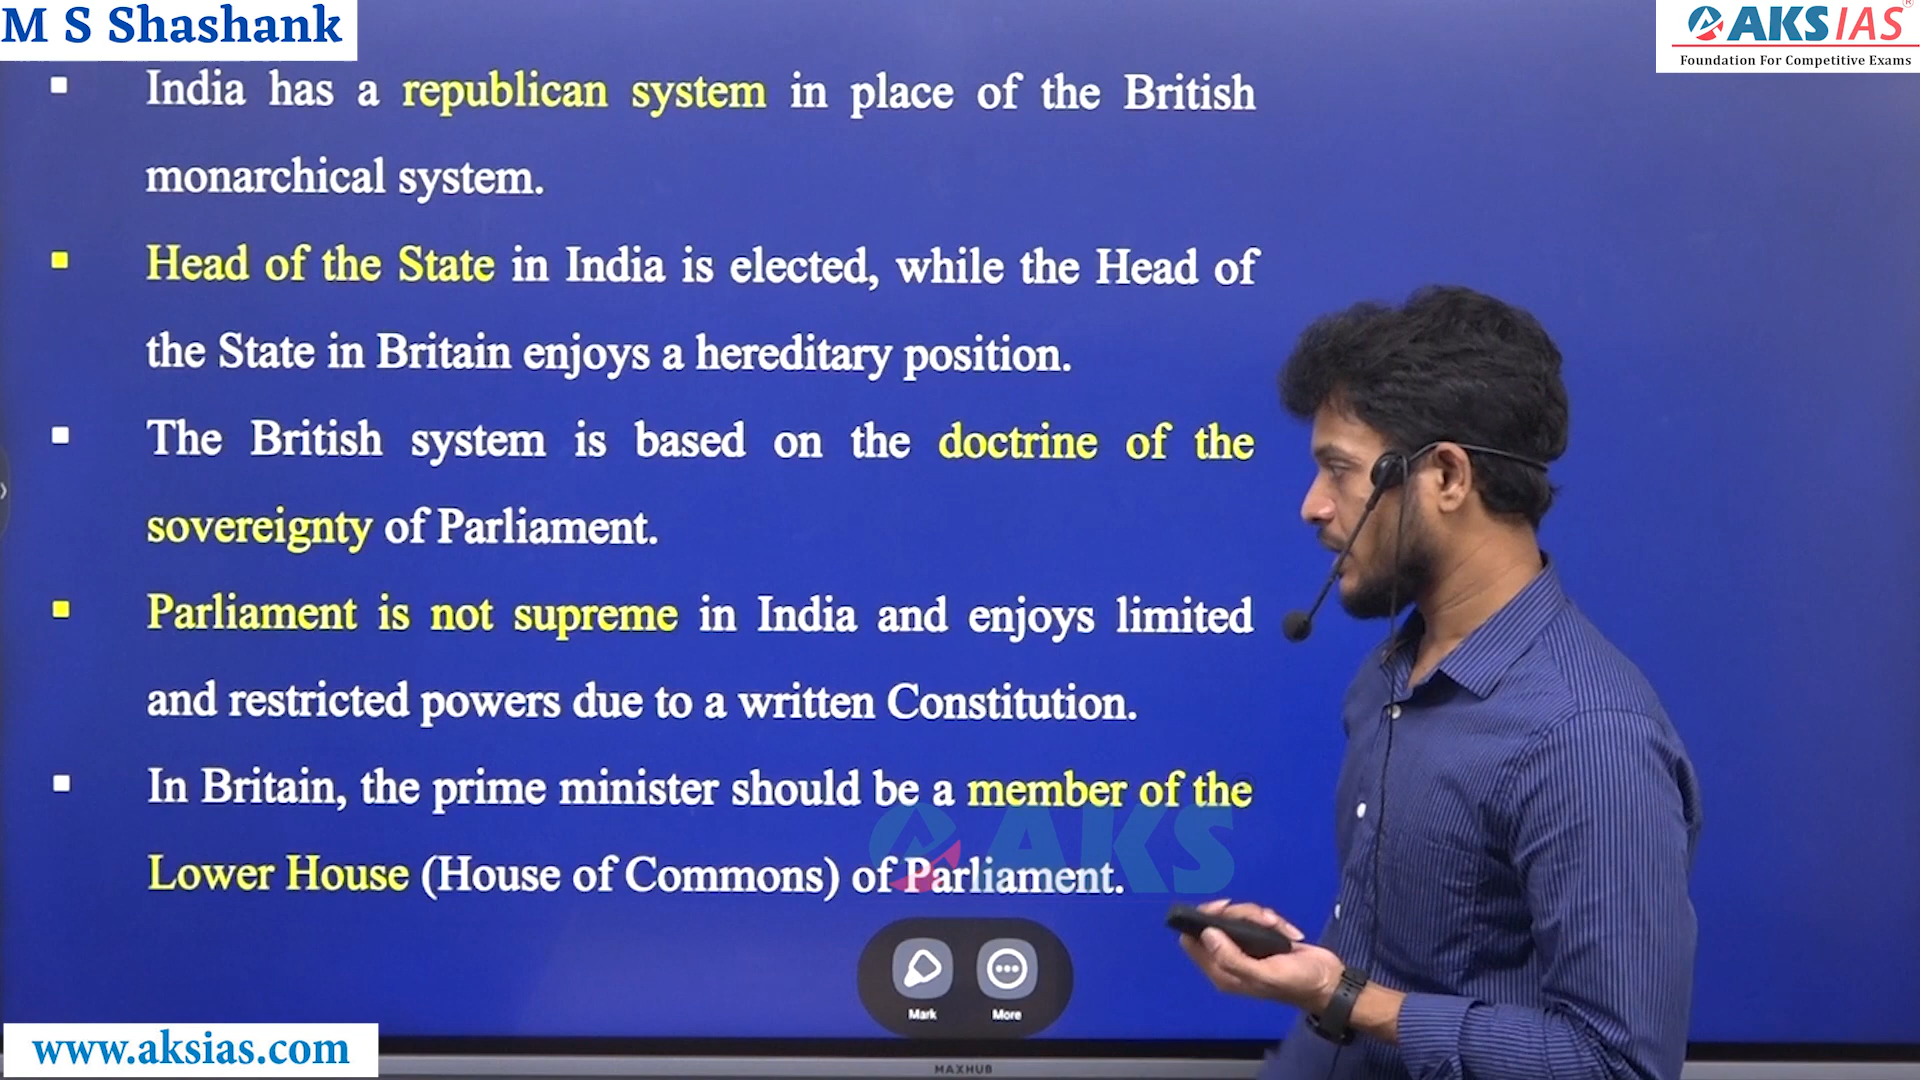 M S Shashank
AKS IAS
®
Foundation For Competitive Exams
India has a republican system in place of the British
monarchical system.
Head of the State in India is elected, while the Head of
the State in Britain enjoys a hereditary position.
The British system is based on the doctrine of the
sovereignty of Parliament.
Parliament is not supreme in India and enjoys limited
and restricted powers due to a written Constitution.
In Britain, the prime minister should be a member of the
Lower House (House of Commons) of Parliament.
AKS
Mark More
www.aksias.com
MAXHUB